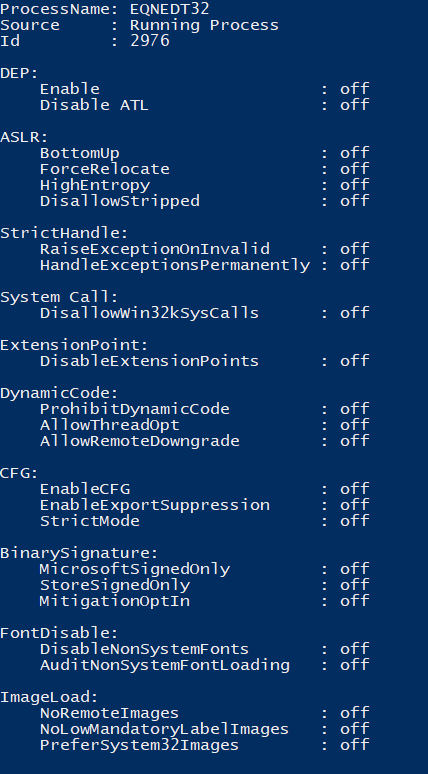 ProcessName: EQNEDT32
Source : Running Process
Id : 2976
DEP:
Enable : off
Disable ATL : off
ASLR:
BottomUp : off
ForceRelocate : off
HighEntropy : off
DisallowStripped : off
StrictHandle:
RaiseExceptionOnInvalid : off
HandleExceptionsPermanently : off
System Call:
DisallowWin32kSysCalls : off
ExtensionPoint:
DisableExtensionPoints : off
DynamicCode:
ProhibitDynamicCode : off
AllowThreadOpt : off
AllowRemoteDowngrade : off
CFG:
EnableCFG : off
EnableExportSuppression : off
StrictMode : off
BinarySignature:
MicrosoftSignedOnly : off
StoreSignedOnly : off
MitigationOptIn : off
FontDisable:
DisableNonSystemFonts : off
AuditNonSystemFontLoading : off
ImageLoad:
NoRemoteImages : off
NoLowMandatoryLabelImages : off
PreferSystem32Images : off